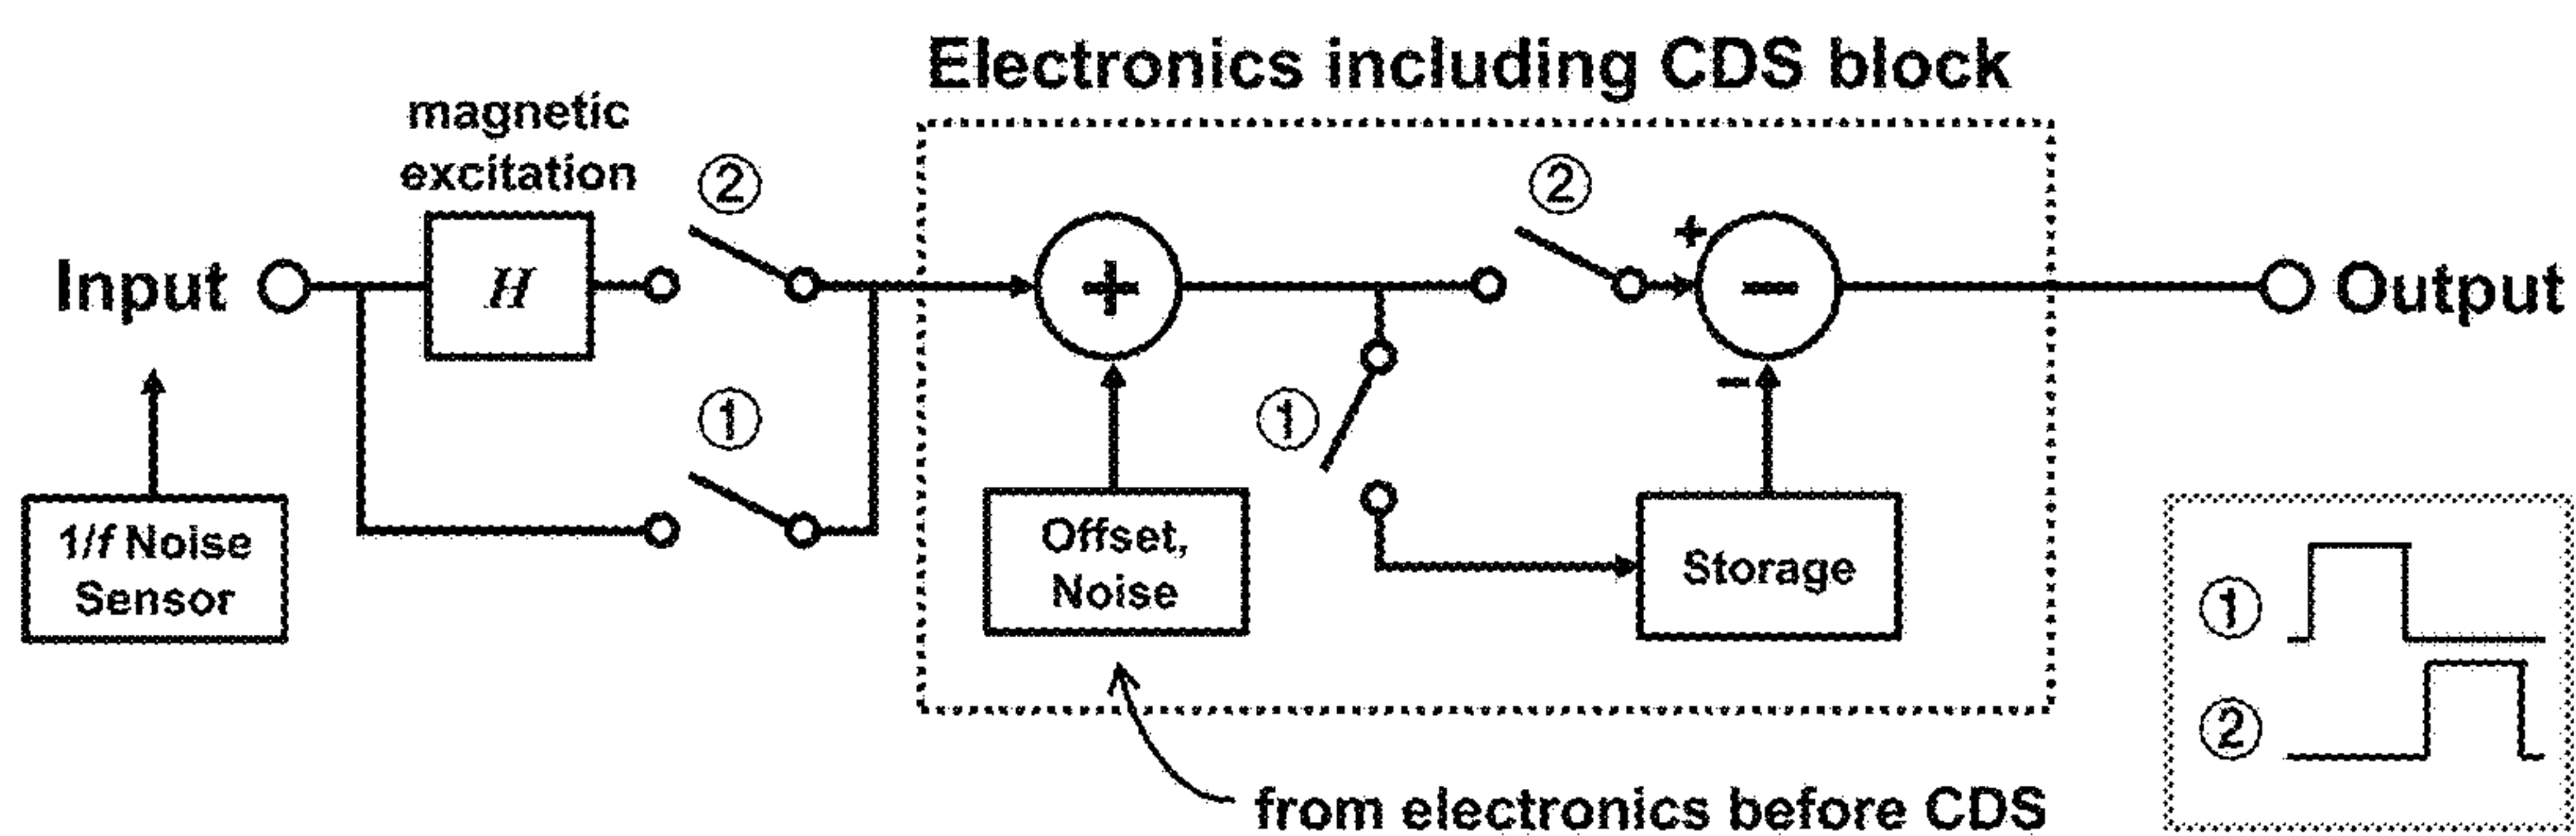 Electronics including CDS block
magnetic
excitation
②
②
+
Input
H
+
−
Output
①
①
−
1/f Noise
Sensor
Offset,
Noise
Storage
①
②
from electronics before CDS